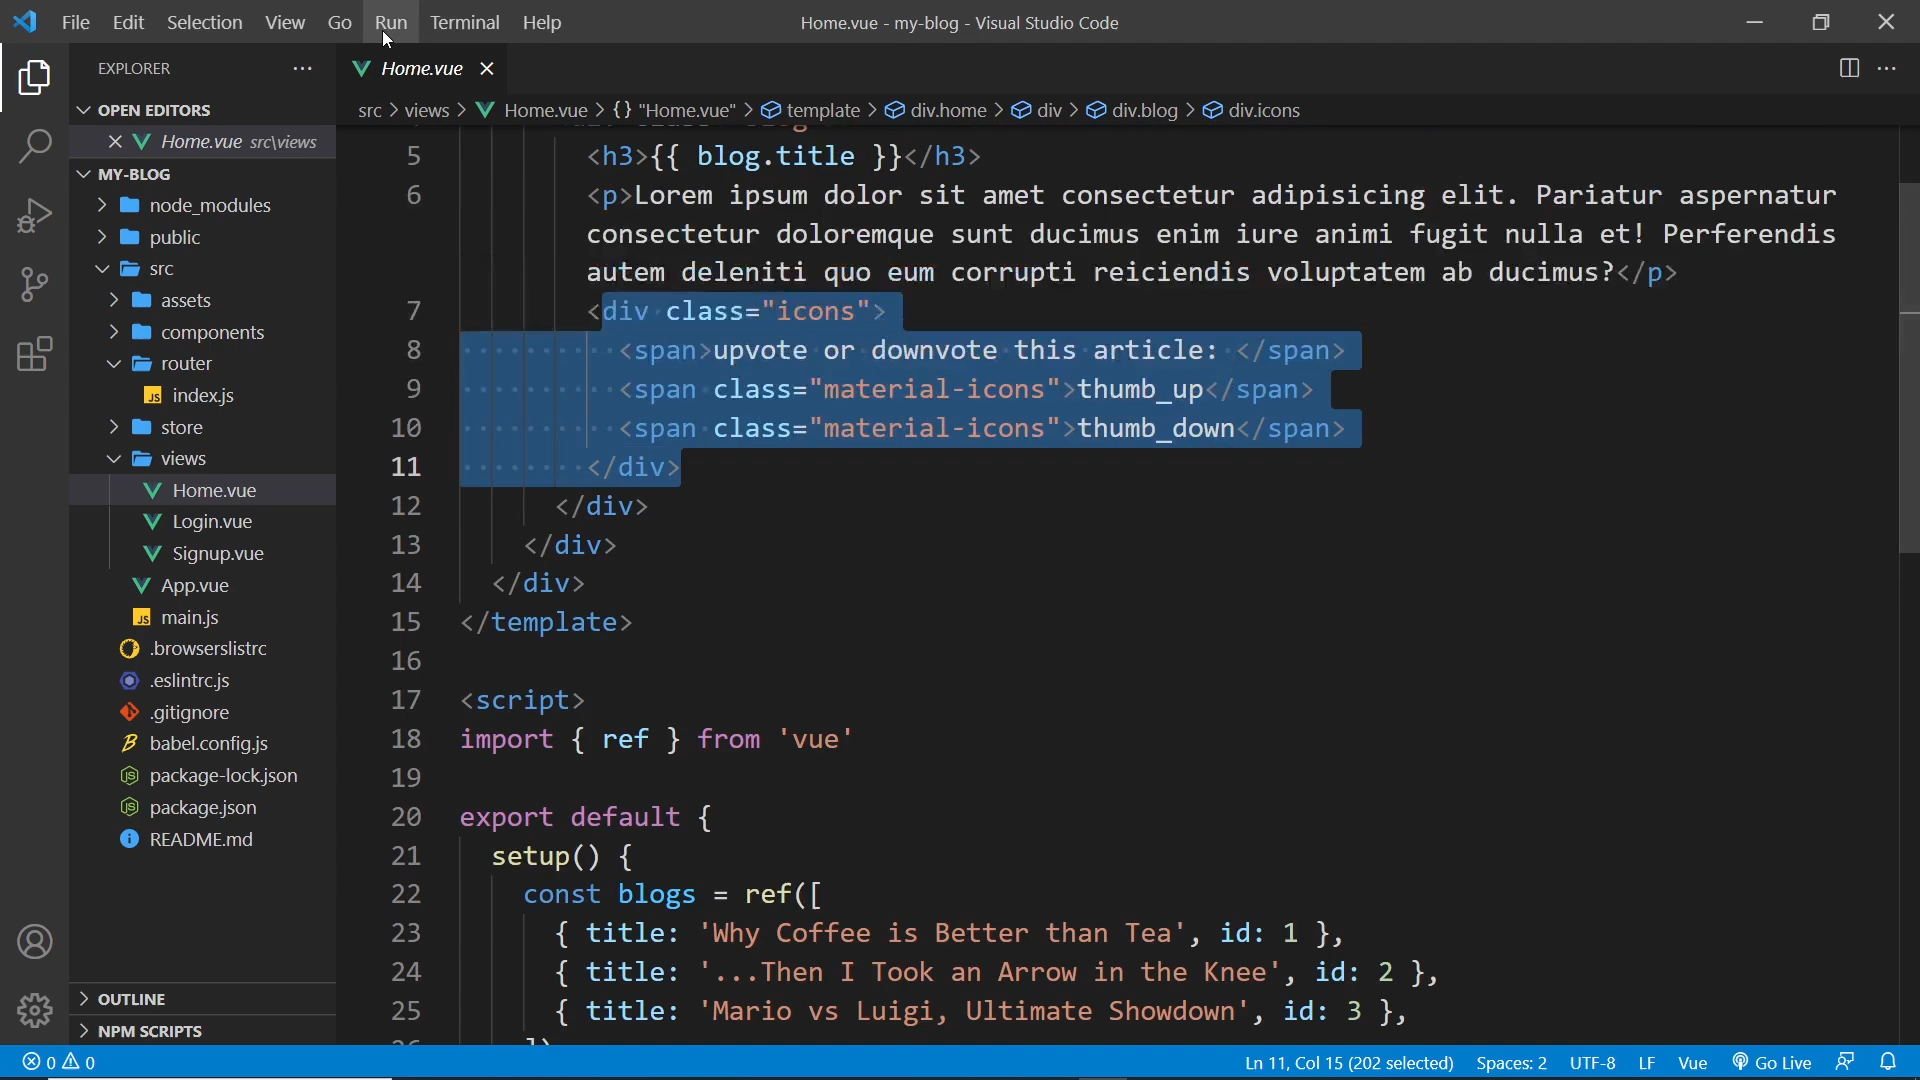 File Edit Selection View Go Run Terminal Help
Home.vue - my-blog - Visual Studio Code
EXPLORER
Home.vue
OPEN EDITORS
src > views > Home.vue > {} "Home.vue" > template > div.home > div > div.blog > div.icons
Home.vue src\views
MY-BLOG
node_modules
public
src
assets
components
router
JS index.js
store
views
Home.vue
Login.vue
Signup.vue
App.vue
JS main.js
.browserslistrc
.eslintrc.js
.gitignore
babel.config.js
package-lock.json
package.json
README.md
OUTLINE
NPM SCRIPTS
5 <h3>{{ blog.title }}</h3>
6 <p>Lorem ipsum dolor sit amet consectetur adipisicing elit. Pariatur aspernatur
consectetur doloremque sunt ducimus enim iure animi fugit nulla et! Perferendis
autem deleniti quo eum corrupti reiciendis voluptatem ab ducimus?</p>
7 <div class="icons">
8 <span>upvote or downvote this article: </span>
9 <span class="material-icons">thumb_up</span>
10 <span class="material-icons">thumb_down</span>
11 </div>
12 </div>
13 </div>
14 </div>
15 </template>
16
17 <script>
18 import { ref } from 'vue'
19
20 export default {
21 setup() {
22 const blogs = ref([
23 { title: 'Why Coffee is Better than Tea', id: 1 },
24 { title: '...Then I Took an Arrow in the Knee', id: 2 },
25 { title: 'Mario vs Luigi, Ultimate Showdown', id: 3 },
0 0
Ln 11, Col 15 (202 selected) Spaces: 2 UTF-8 LF Vue Go Live